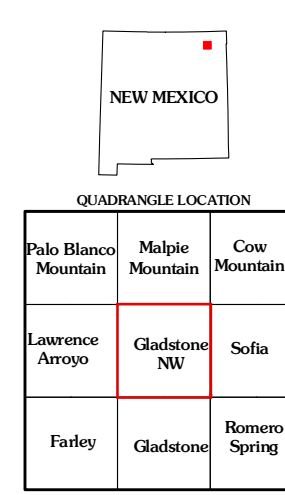 NEW MEXICO
QUADRANGLE LOCATION
Palo Blanco
Mountain
Malpie
Mountain
Cow
Mountain
Lawrence
Arroyo
Gladstone
NW
Sofia
Farley
Gladstone
Romero
Spring